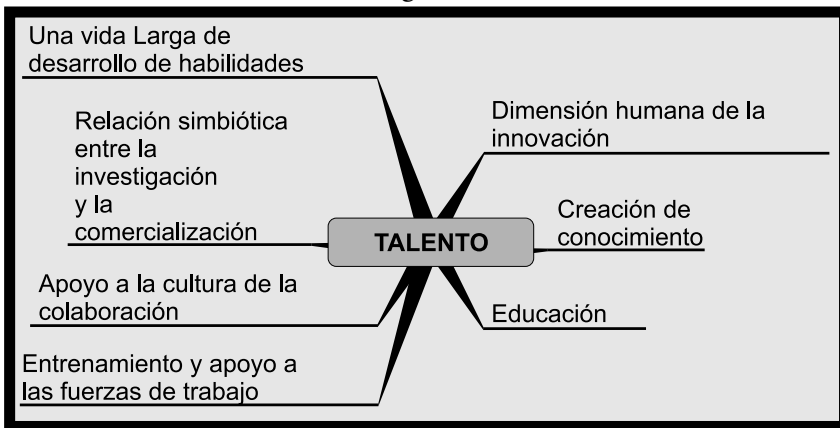 Una vida Larga de
desarrollo de habilidades
Relación simbiótica
entre la
investigación
y la
comercialización
Apoyo a la cultura de la
colaboración
Entrenamiento y apoyo a
las fuerzas de trabajo
TALENTO
Dimensión humana de la
innovación
Creación de
conocimiento
Educación